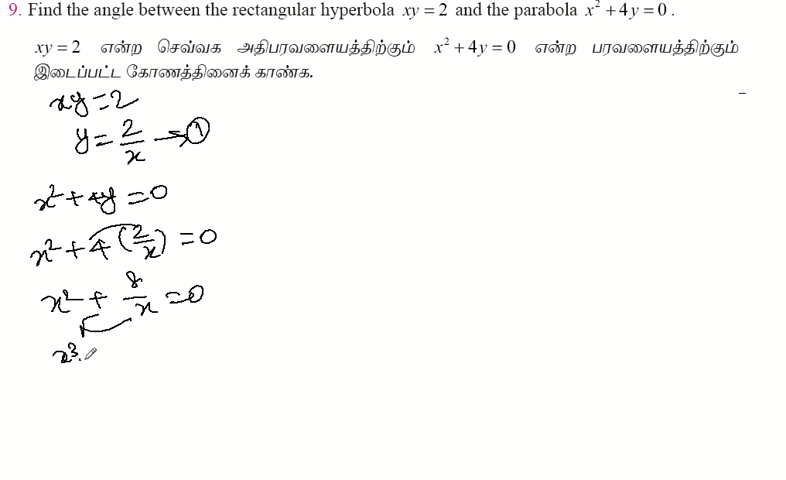 9. Find the angle between the rectangular hyperbola xy = 2 and the parabola x² + 4y = 0 .
xy = 2 என்ற செவ்வக அதிபரவளையத்திற்கும் x² + 4y = 0 என்ற பரவளையத்திற்கும்
இடைப்பட்ட கோணத்தினைக் காண்க.
xy = 2
y = 2/x → ①
x² + 4y = 0
x² + 4 (2/x) = 0
x² + 8/x = 0
x³.